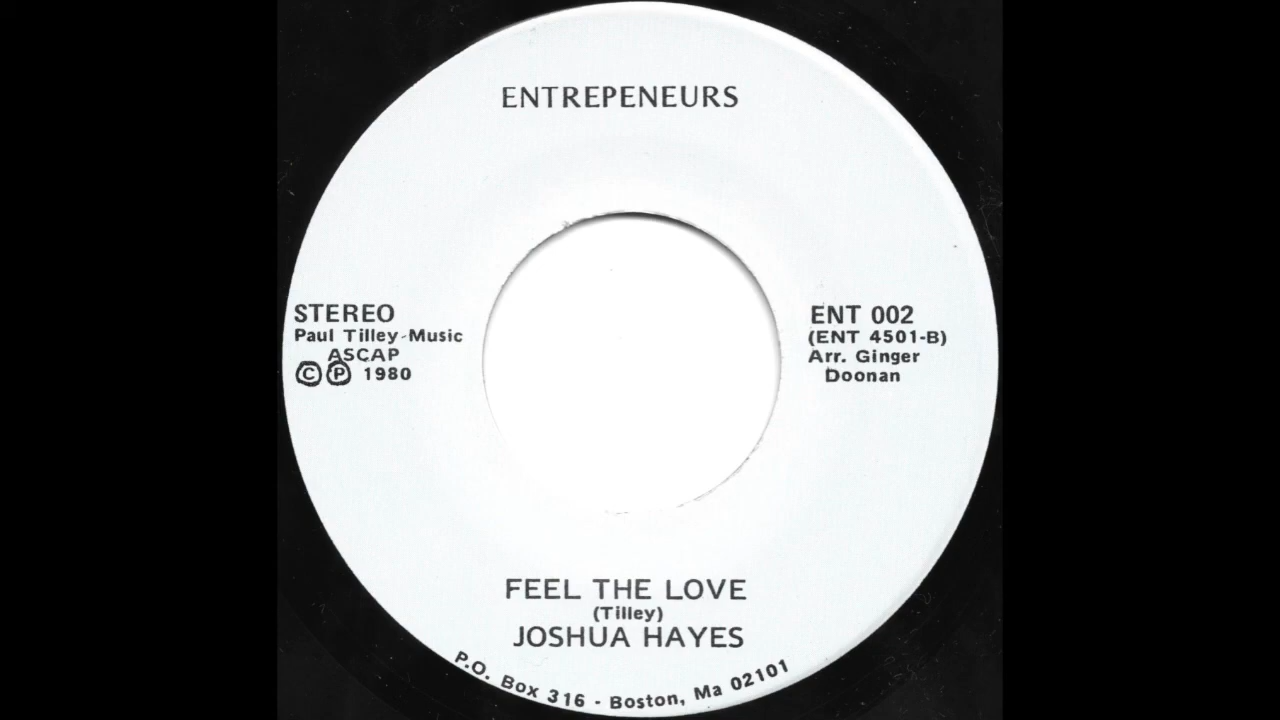 ENTREPENEURS
STEREO
Paul Tilley-Music
ASCAP
Ⓒ Ⓟ 1980
ENT 002
(ENT 4501-B)
Arr. Ginger
Doonan
FEEL THE LOVE
(Tilley)
JOSHUA HAYES
P.O. Box 316 - Boston, Ma 02101